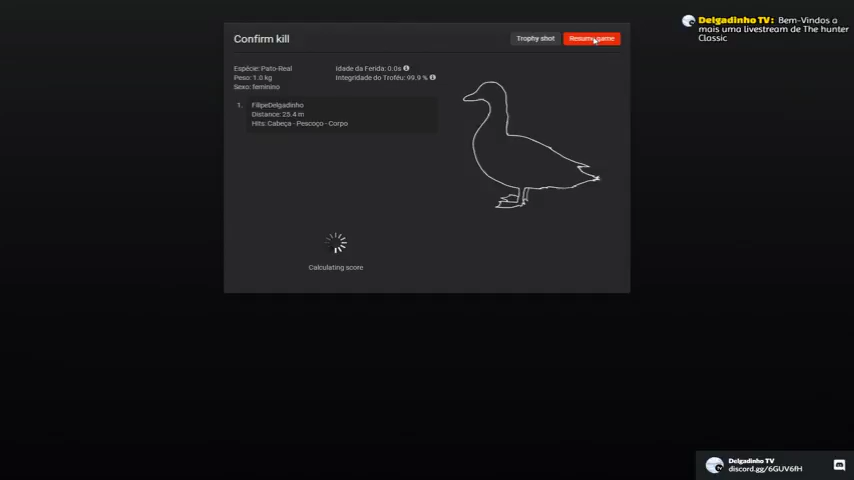 Confirm kill
Trophy shot
Resume game
Delgadinho TV : Bem-Vindos a
mais uma livestream de The hunter
Classic
Espécie: Pato-Real
Peso: 1.0 kg
Sexo: feminino
Idade da Ferida: 0.0s
Integridade do Troféu: 99.9 %
1. FilipeDelgadinho
Distance: 25.4 m
Hits: Cabeça - Pescoço - Corpo
Calculating score
Delgadinho TV
discord.gg/6GUV6fH